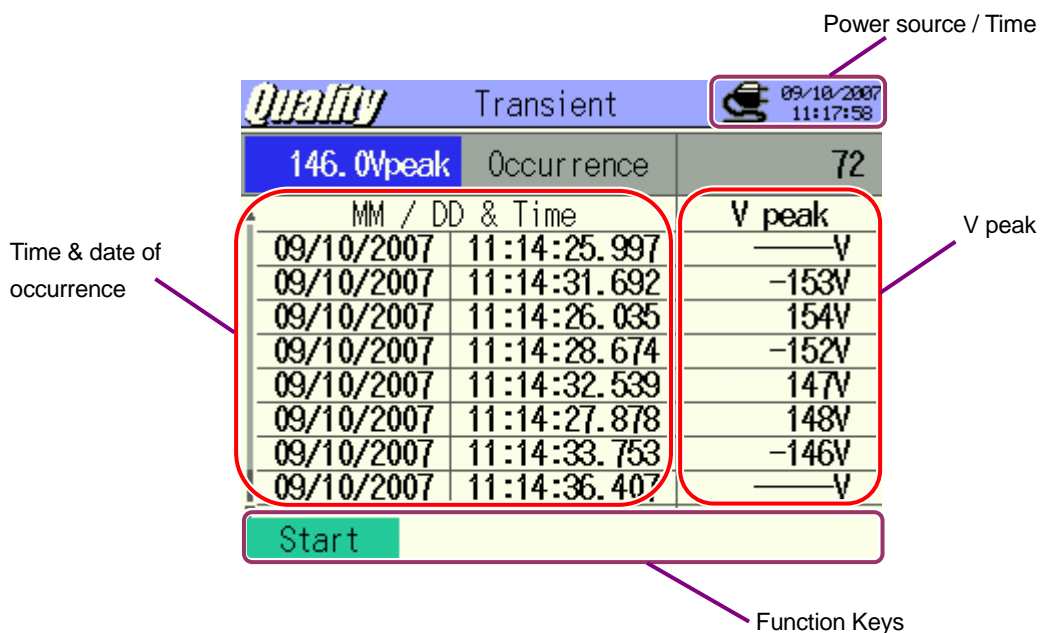 Power source / Time
Quality Transient 09/10/2007
11:17:58
146.0Vpeak Occurrence 72
MM / DD & Time V peak
V peak
Time & date of
occurrence
09/10/2007 11:14:25.997 ———V
09/10/2007 11:14:31.692 -153V
09/10/2007 11:14:26.035 154V
09/10/2007 11:14:28.674 -152V
09/10/2007 11:14:32.539 147V
09/10/2007 11:14:27.878 148V
09/10/2007 11:14:33.753 -146V
09/10/2007 11:14:36.407 ———V
Start
Function Keys